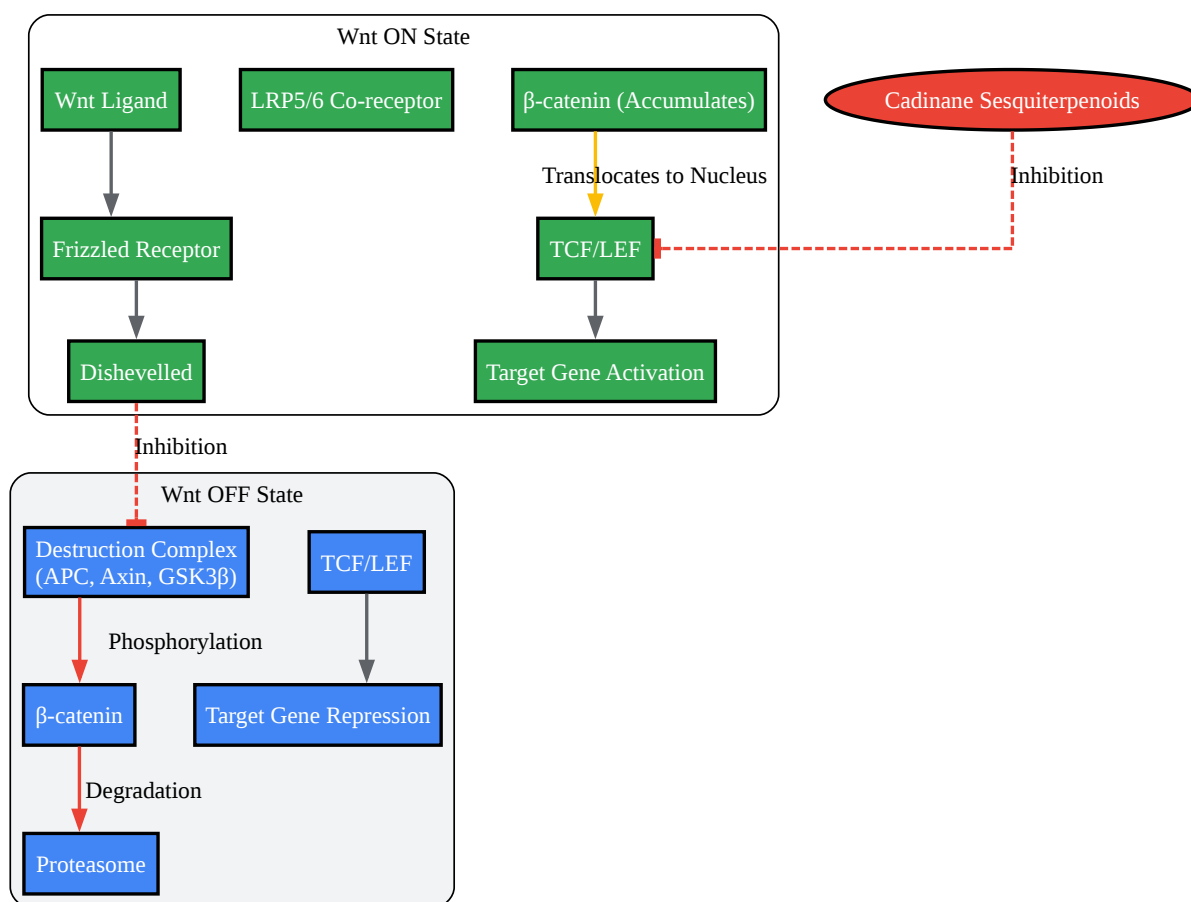 Wnt ON State
Wnt Ligand
LRP5/6 Co-receptor
β-catenin (Accumulates)
Cadinane Sesquiterpenoids
Translocates to Nucleus
Inhibition
Frizzled Receptor
TCF/LEF
Dishevelled
Target Gene Activation
Inhibition
Wnt OFF State
Destruction Complex
(APC, Axin, GSK3β)
TCF/LEF
Phosphorylation
β-catenin
Target Gene Repression
Degradation
Proteasome